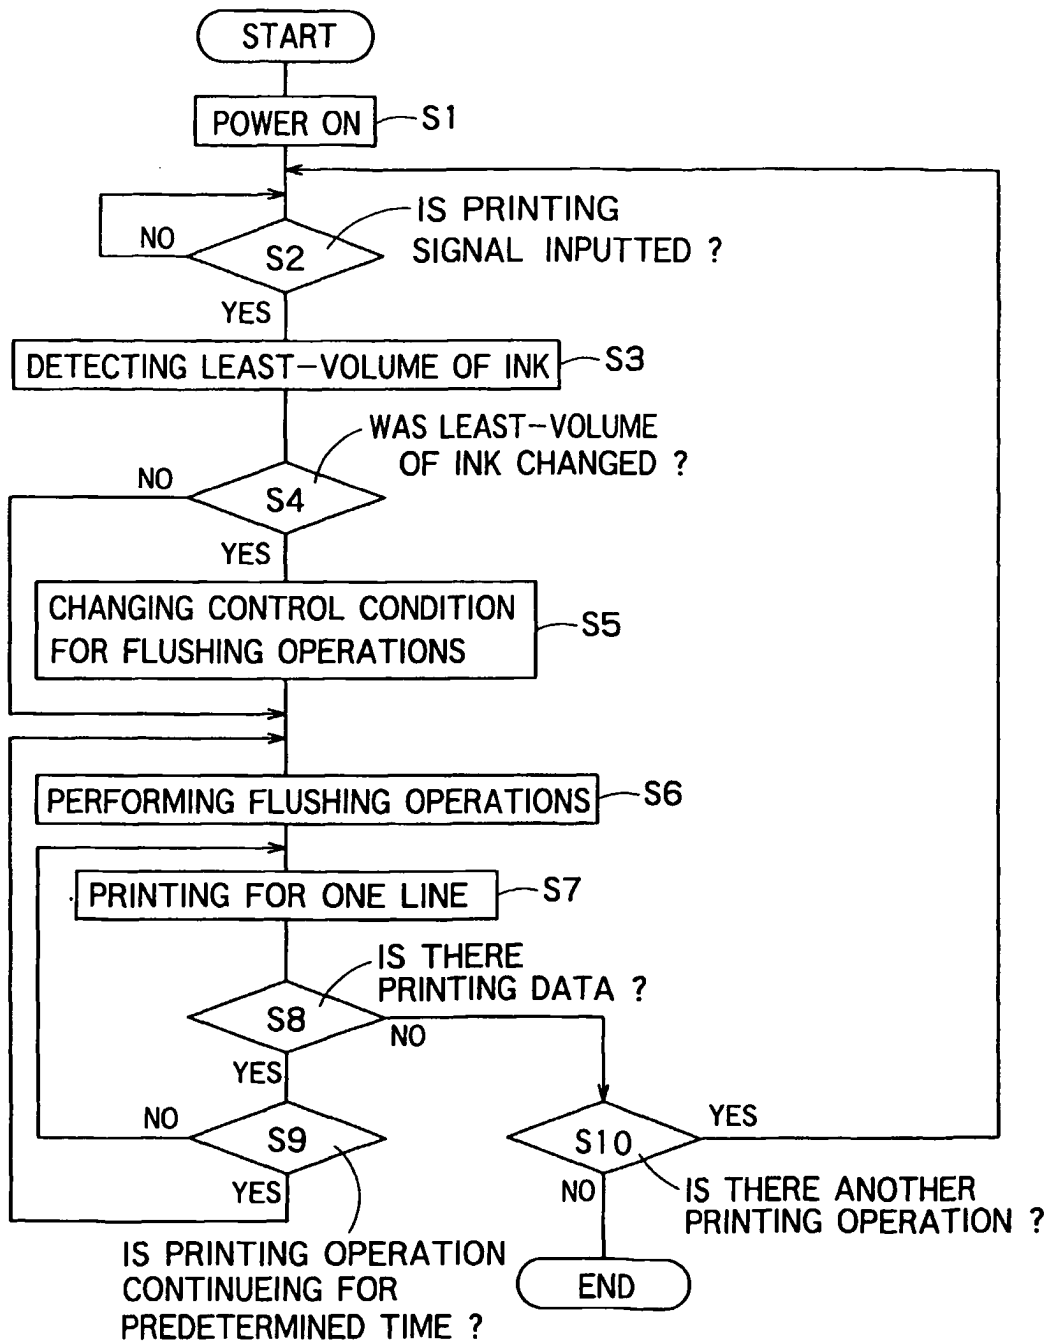 START
POWER ON
S1
IS PRINTING
SIGNAL INPUTTED ?
NO
S2
YES
DETECTING LEAST-VOLUME OF INK
S3
WAS LEAST-VOLUME
OF INK CHANGED ?
NO
S4
YES
CHANGING CONTROL CONDITION
FOR FLUSHING OPERATIONS
S5
PERFORMING FLUSHING OPERATIONS
S6
PRINTING FOR ONE LINE
S7
IS THERE
PRINTING DATA ?
S8
NO
YES
NO
S9
YES
S10
YES
NO
IS THERE ANOTHER
PRINTING OPERATION ?
IS PRINTING OPERATION
CONTINUEING FOR
PREDETERMINED TIME ?
END